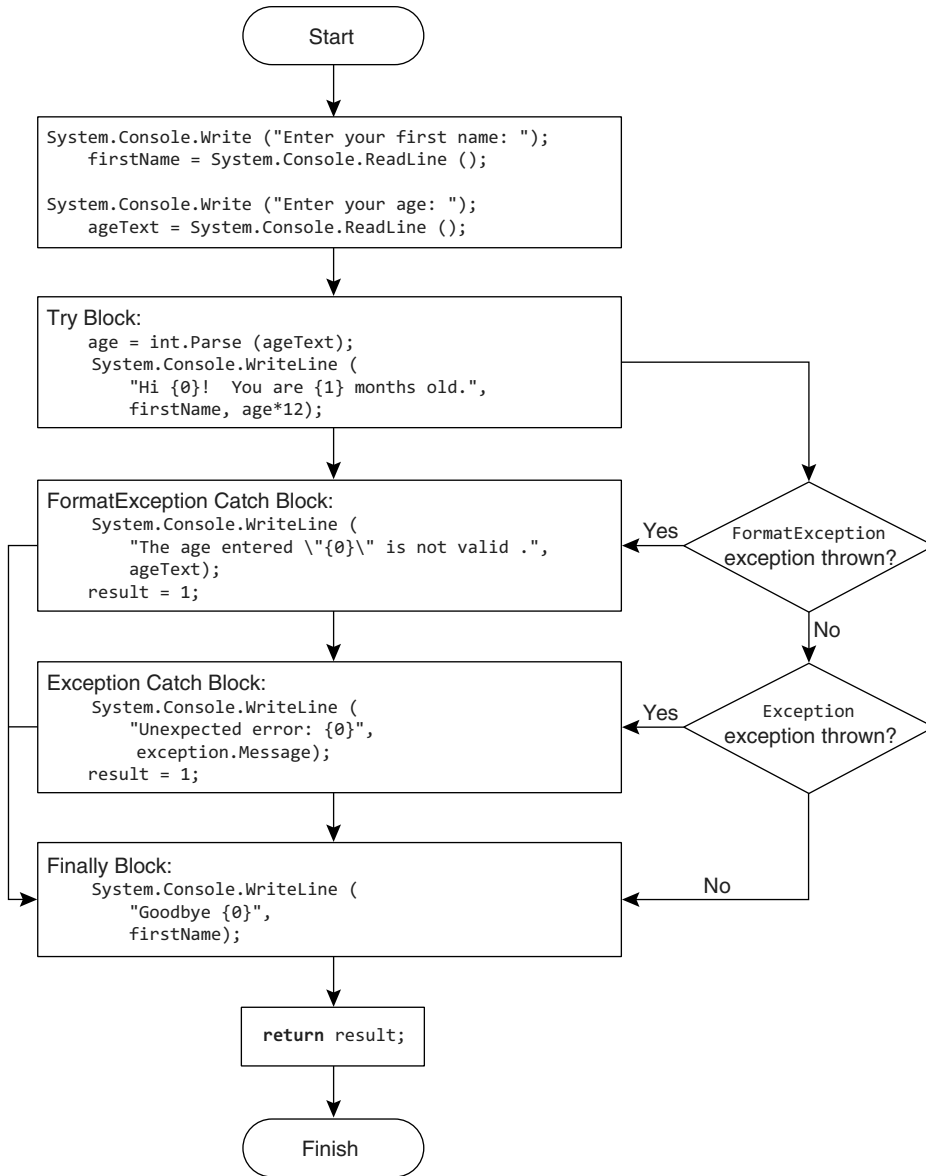 Start
System.Console.Write ("Enter your first name: ");
firstName = System.Console.ReadLine ();
System.Console.Write ("Enter your age: ");
ageText = System.Console.ReadLine ();
Try Block:
age = int.Parse (ageText);
System.Console.WriteLine (
"Hi {0}!  You are {1} months old.",
firstName, age*12);
FormatException Catch Block:
System.Console.WriteLine (
"The age entered \"{0}\" is not valid .",
ageText);
result = 1;
Yes
FormatException
exception thrown?
No
Exception Catch Block:
System.Console.WriteLine (
"Unexpected error: {0}",
exception.Message);
result = 1;
Yes
Exception
exception thrown?
Finally Block:
System.Console.WriteLine (
"Goodbye {0}",
firstName);
No
return result;
Finish